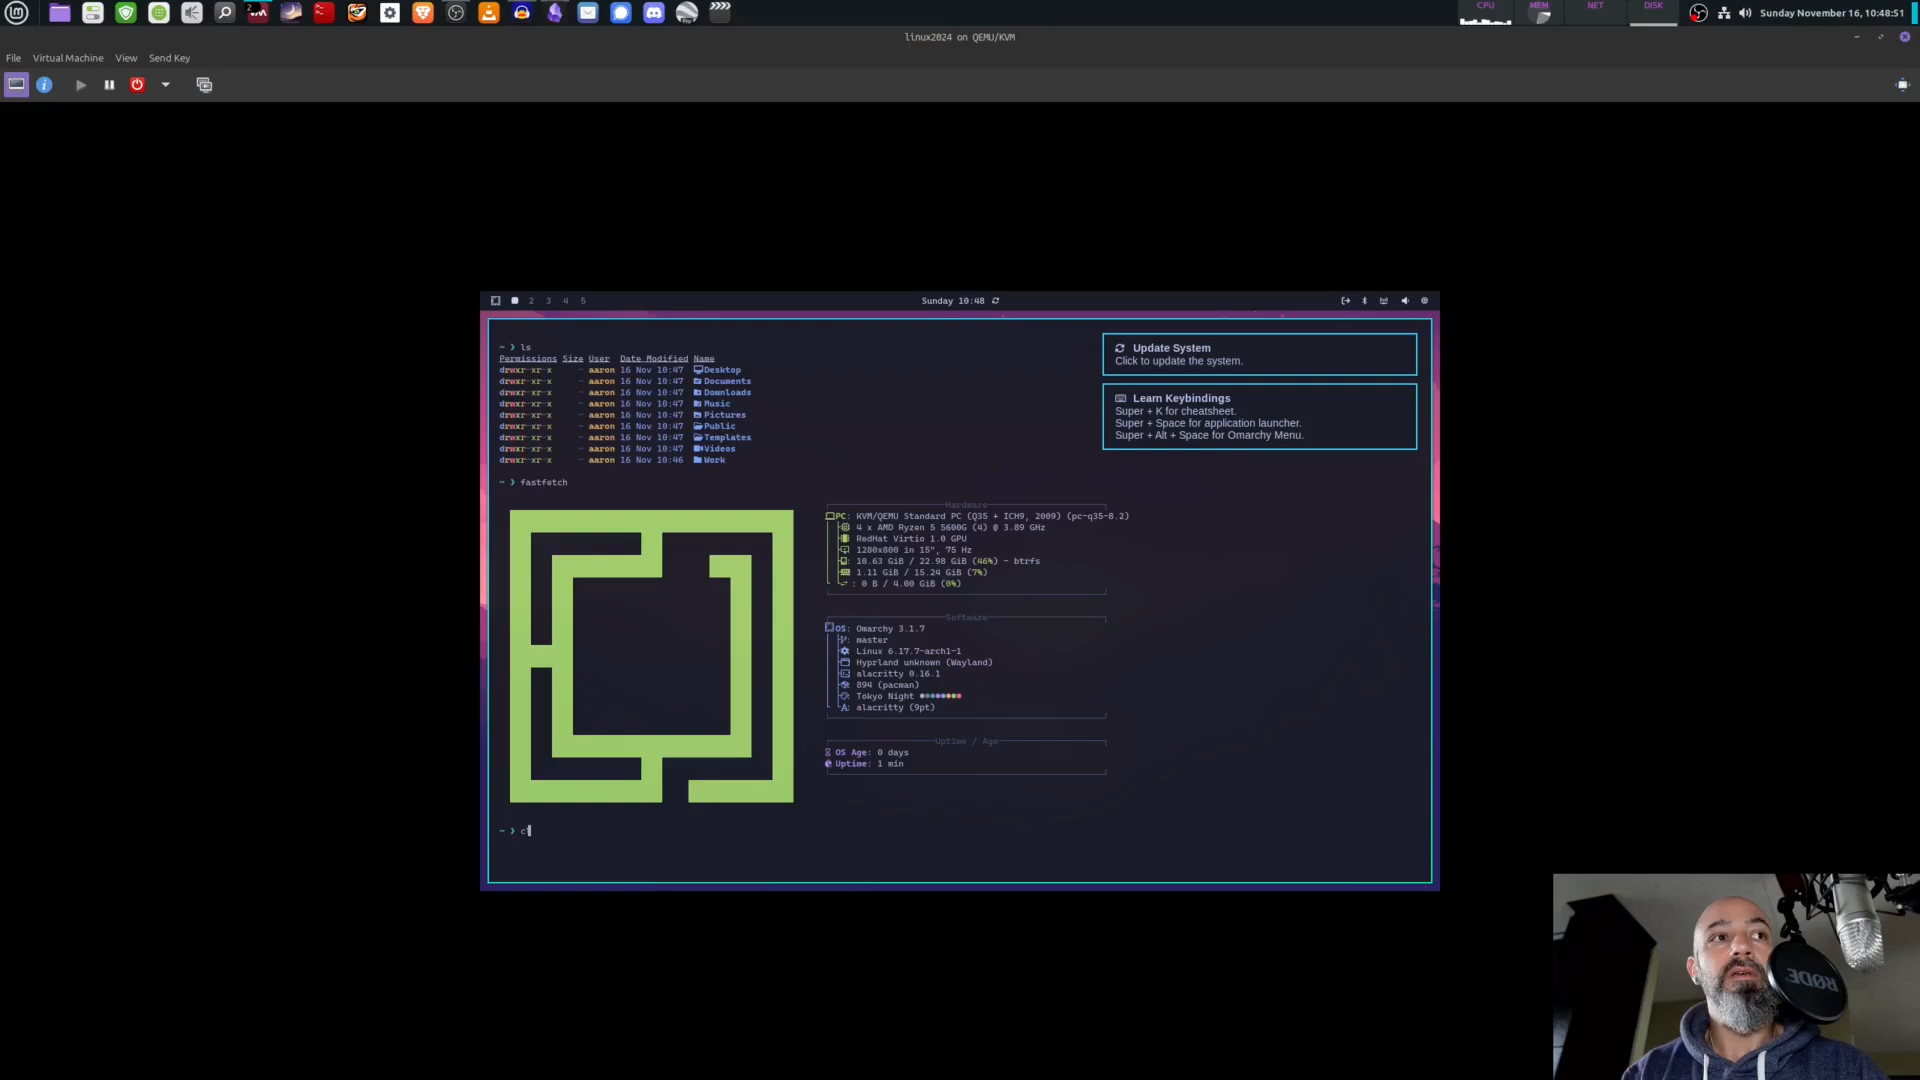 CPU
MEM
NET
DISK
Sunday November 16, 10:48:51
linux2024 on QEMU/KVM
File Virtual Machine View Send Key
2 3 4 5
Sunday 10:48
~ ❯ ls
Permissions Size User Date Modified Name
drwxr-xr-x - aaron 16 Nov 10:47 Desktop
drwxr-xr-x - aaron 16 Nov 10:47 Documents
drwxr-xr-x - aaron 16 Nov 10:47 Downloads
drwxr-xr-x - aaron 16 Nov 10:47 Music
drwxr-xr-x - aaron 16 Nov 10:47 Pictures
drwxr-xr-x - aaron 16 Nov 10:47 Public
drwxr-xr-x - aaron 16 Nov 10:47 Templates
drwxr-xr-x - aaron 16 Nov 10:47 Videos
drwxr-xr-x - aaron 16 Nov 10:46 Work
Update System
Click to update the system.
Learn Keybindings
Super + K for cheatsheet.
Super + Space for application launcher.
Super + Alt + Space for Omarchy Menu.
~ ❯ fastfetch
Hardware
PC: KVM/QEMU Standard PC (Q35 + ICH9, 2009) (pc-q35-8.2)
4 x AMD Ryzen 5 5600G (4) @ 3.89 GHz
RedHat Virtio 1.0 GPU
1280x800 in 15", 75 Hz
10.63 GiB / 22.98 GiB (46%) - btrfs
1.11 GiB / 15.24 GiB (7%)
: 0 B / 4.00 GiB (0%)
Software
OS: Omarchy 3.1.7
: master
Linux 6.17.7-arch1-1
Hyprland unknown (Wayland)
alacritty 0.16.1
894 (pacman)
Tokyo Night
A: alacritty (9pt)
Uptime / Age
OS Age: 0 days
Uptime: 1 min
~ ❯ c
RØDE